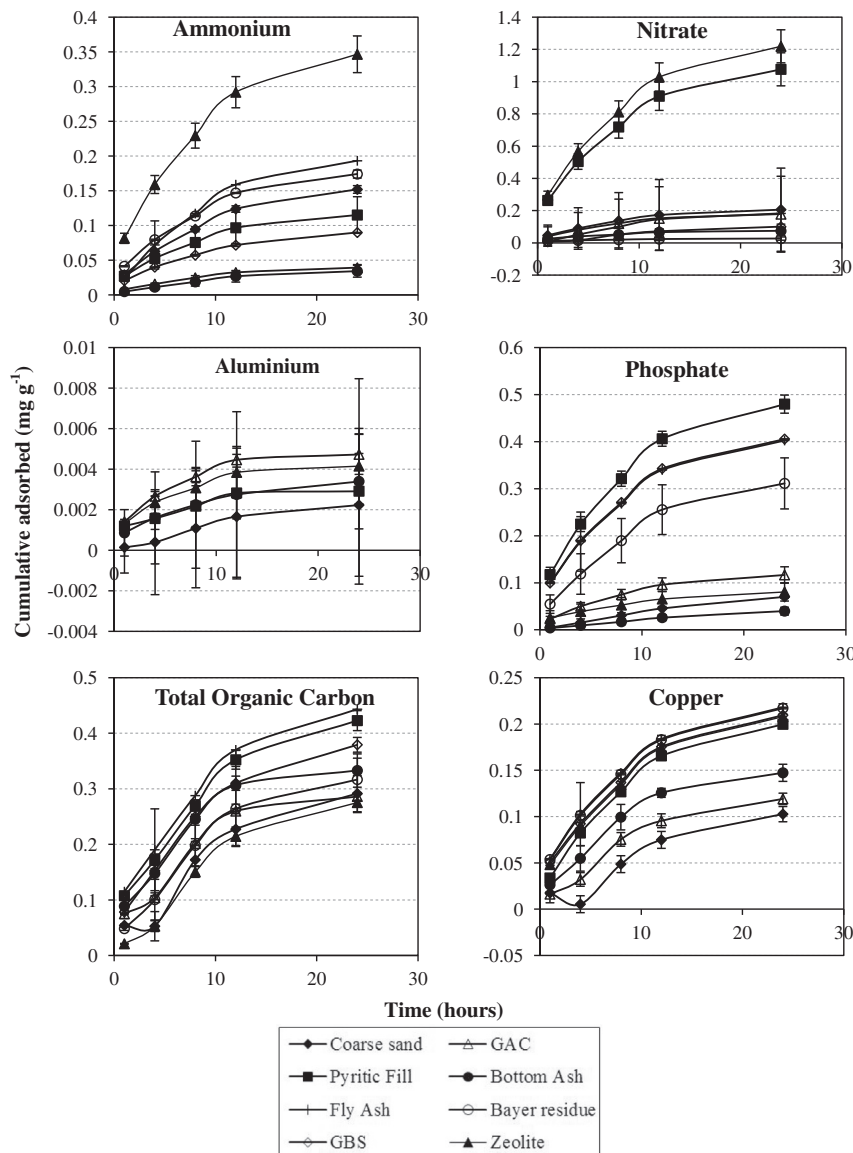 Ammonium
0.4
0.35
0.3
0.25
0.2
0.15
0.1
0.05
0
0 10 20 30
Nitrate
1.4
1.2
1
0.8
0.6
0.4
0.2
0
-0.2
0 10 20 30
Cumulative adsorbed (mg g-1)
Aluminium
0.01
0.008
0.006
0.004
0.002
0
-0.002
-0.004
0 10 20 30
Phosphate
0.6
0.5
0.4
0.3
0.2
0.1
0
0 10 20 30
Total Organic Carbon
0.5
0.4
0.3
0.2
0.1
0
0 10 20 30
Copper
0.25
0.2
0.15
0.1
0.05
0
-0.05
0 10 20 30
Time (hours)
Coarse sand GAC
Pyritic Fill Bottom Ash
Fly Ash Bayer residue
GBS Zeolite